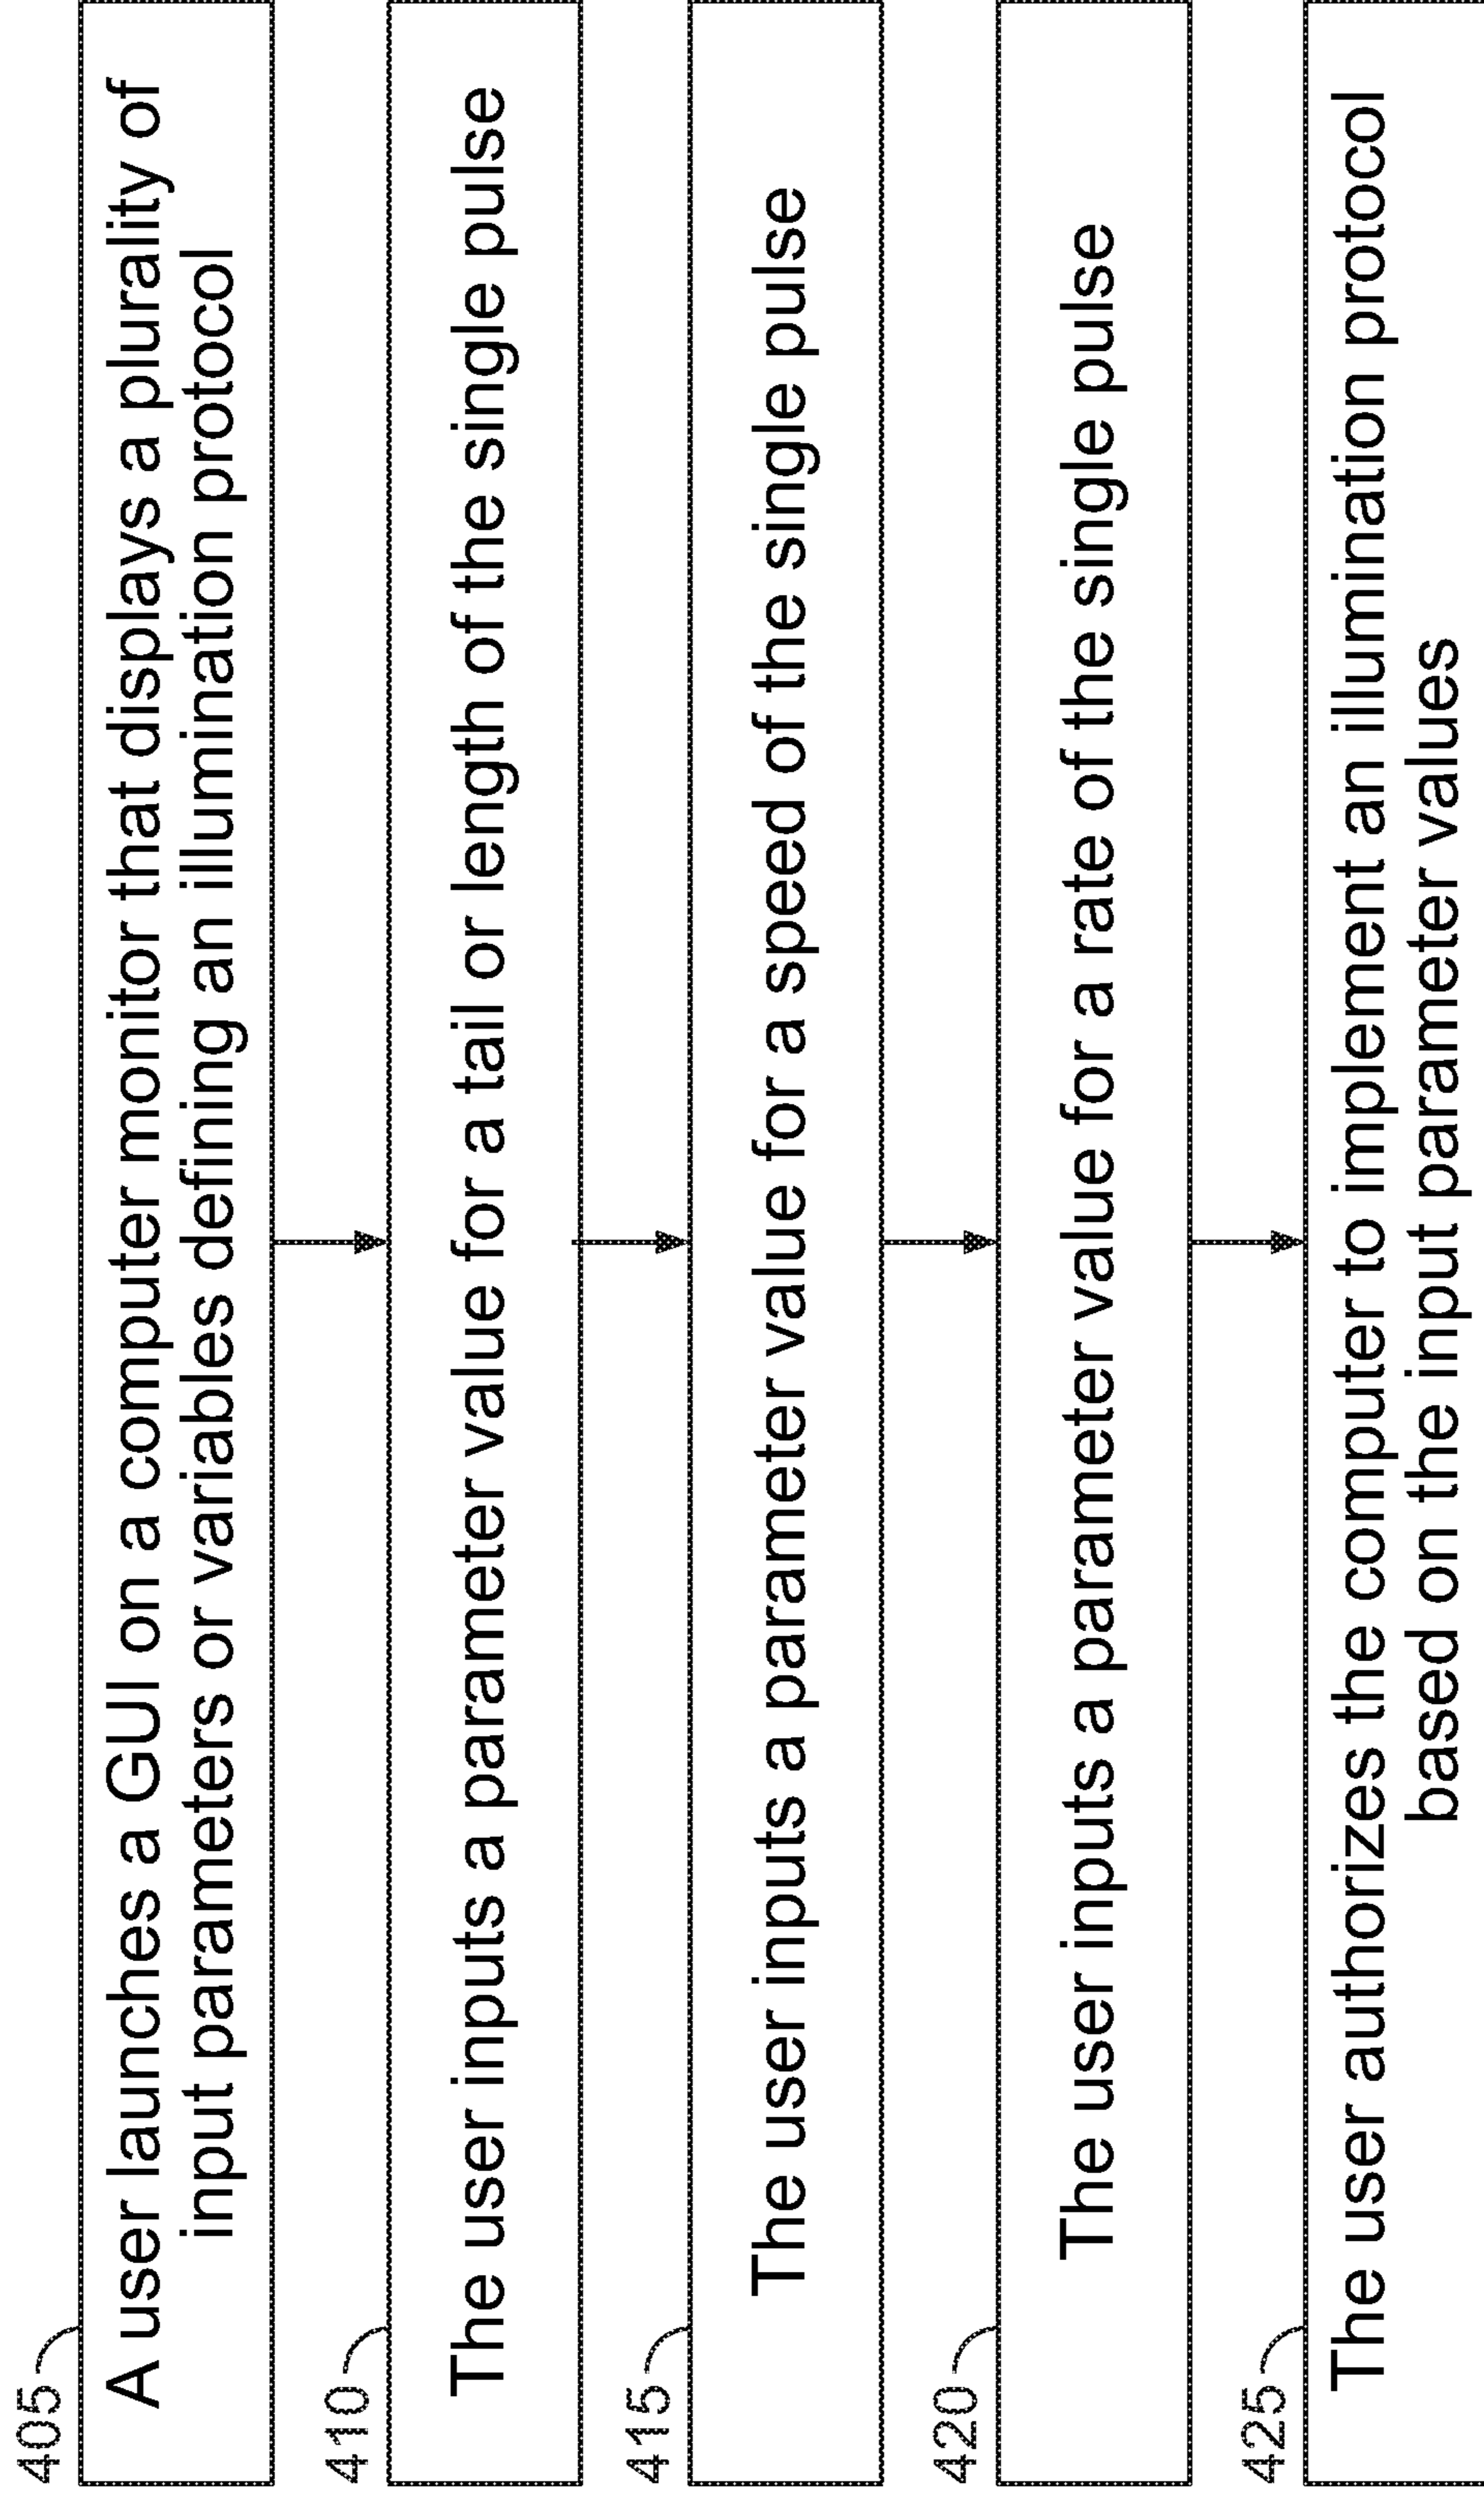 405
A user launches a GUI on a computer monitor that displays a plurality of
input parameters or variables defining an illumination protocol
410
The user inputs a parameter value for a tail or length of the single pulse
415
The user inputs a parameter value for a speed of the single pulse
420
The user inputs a parameter value for a rate of the single pulse
425
The user authorizes the computer to implement an illumination protocol
based on the input parameter values